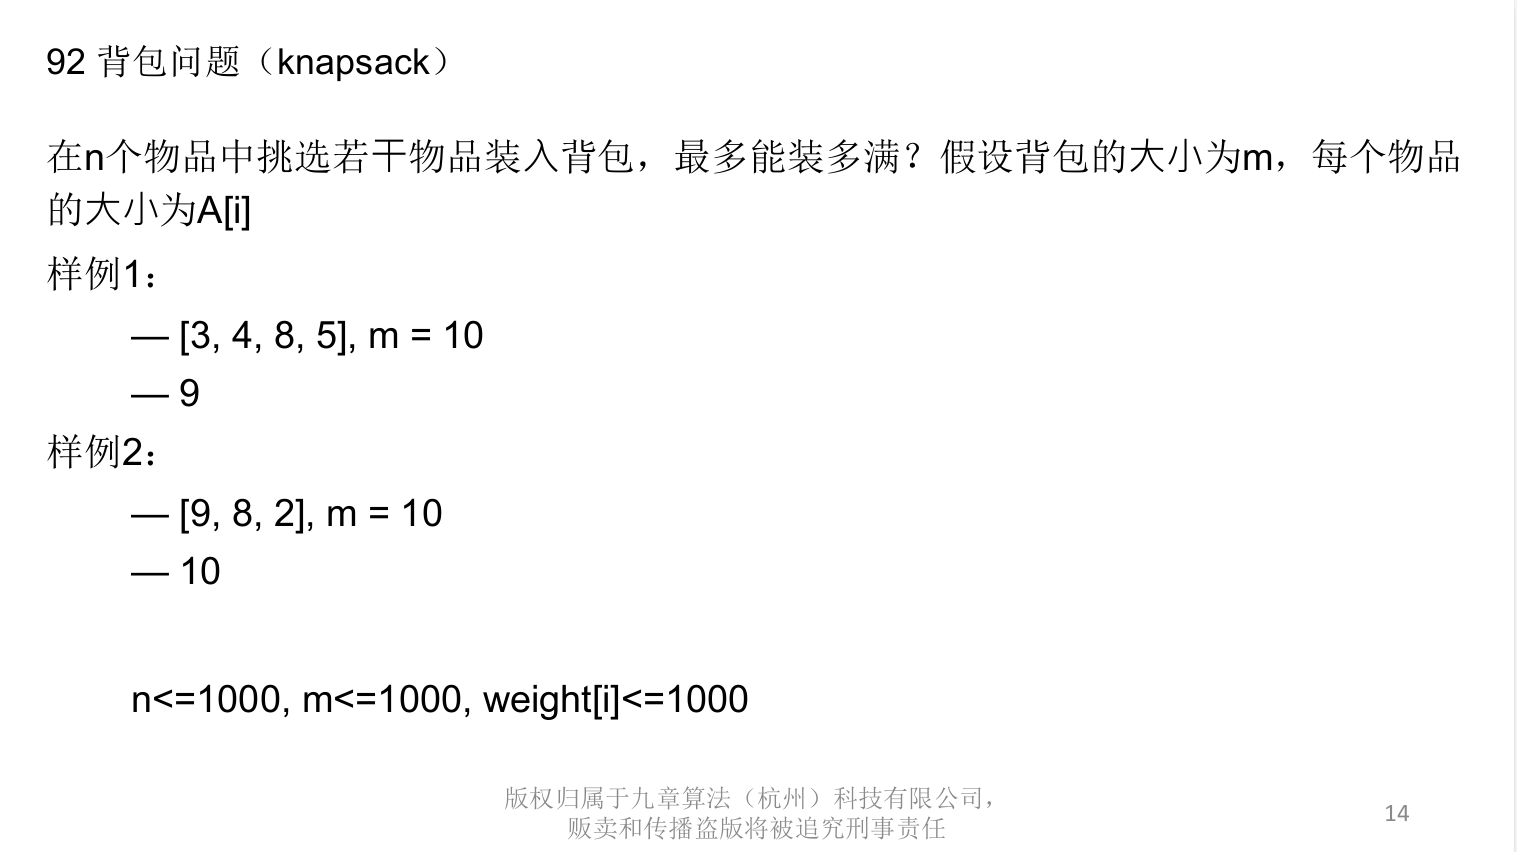 92 背包问题（knapsack）
在n个物品中挑选若干物品装入背包，最多能装多满？假设背包的大小为m，每个物品
的大小为A[i]
样例1：
— [3, 4, 8, 5], m = 10
— 9
样例2：
— [9, 8, 2], m = 10
— 10
n<=1000, m<=1000, weight[i]<=1000
版权归属于九章算法（杭州）科技有限公司，
贩卖和传播盗版将被追究刑事责任
14